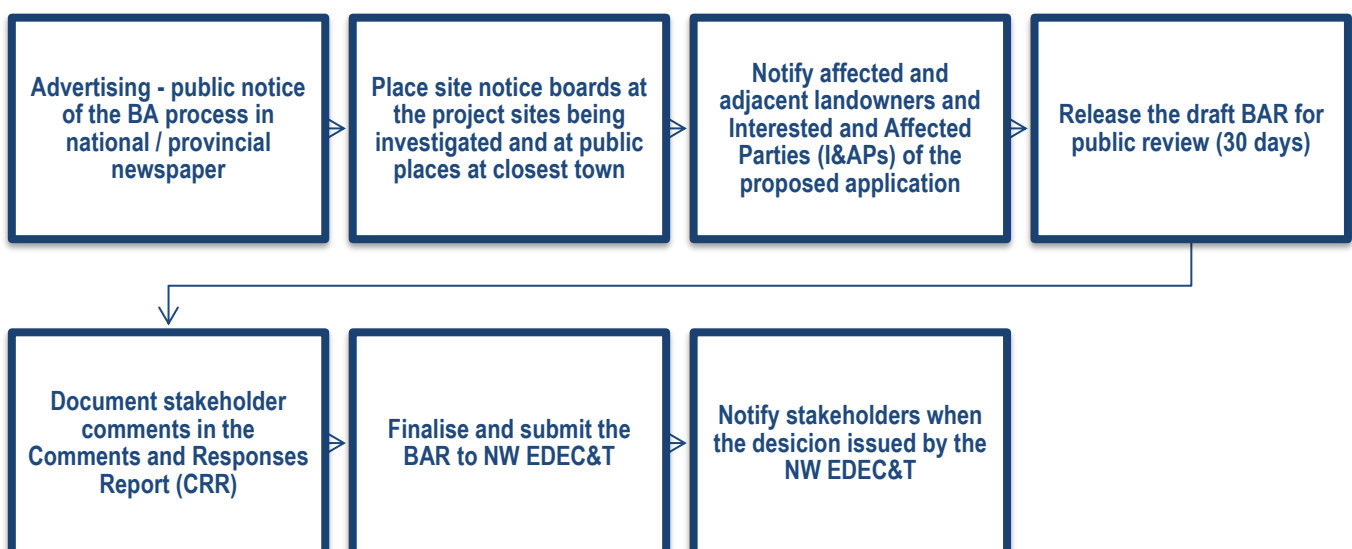 Advertising - public notice
of the BA process in
national / provincial
newspaper
Place site notice boards at
the project sites being
investigated and at public
places at closest town
Notify affected and
adjacent landowners and
Interested and Affected
Parties (I&APs) of the
proposed application
Release the draft BAR for
public review (30 days)
Document stakeholder
comments in the
Comments and Responses
Report (CRR)
Finalise and submit the
BAR to NW EDEC&T
Notify stakeholders when
the desicion issued by the
NW EDEC&T